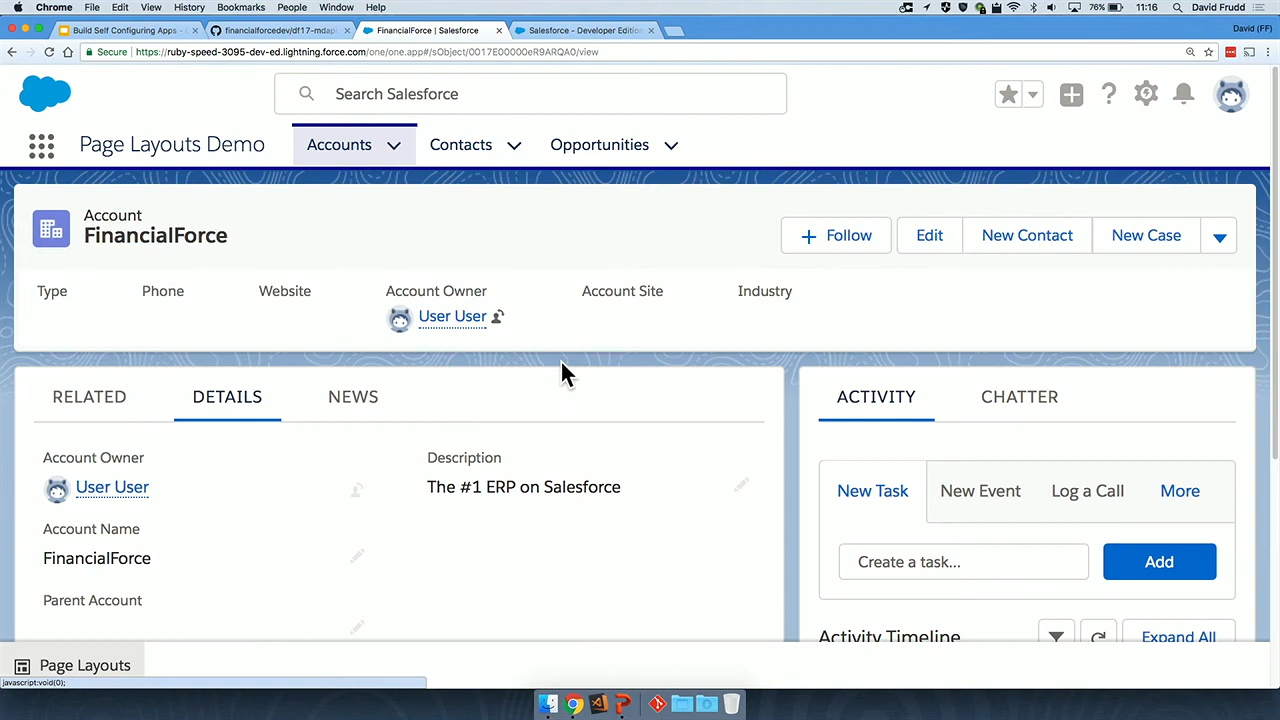 Chrome File Edit View History Bookmarks People Window Help 76% 11:16 David Frudd
Build Self Configuring Apps - G
financialforcedev/df17-mdap
FinancialForce | Salesforce
Salesforce - Developer Edition
David (FF)
Secure https://ruby-speed-3095-dev-ed.lightning.force.com/one/one.app#/sObject/0017E00000eR9ARQA0/view
Search Salesforce
Page Layouts Demo Accounts Contacts Opportunities
Account
FinancialForce
Follow Edit New Contact New Case
Type Phone Website Account Owner Account Site Industry
User User
RELATED DETAILS NEWS
ACTIVITY CHATTER
Account Owner
User User
Description
The #1 ERP on Salesforce
Account Name
FinancialForce
Parent Account
New Task New Event Log a Call More
Create a task... Add
Activity Timeline Expand All
Page Layouts
javascript:void(0);